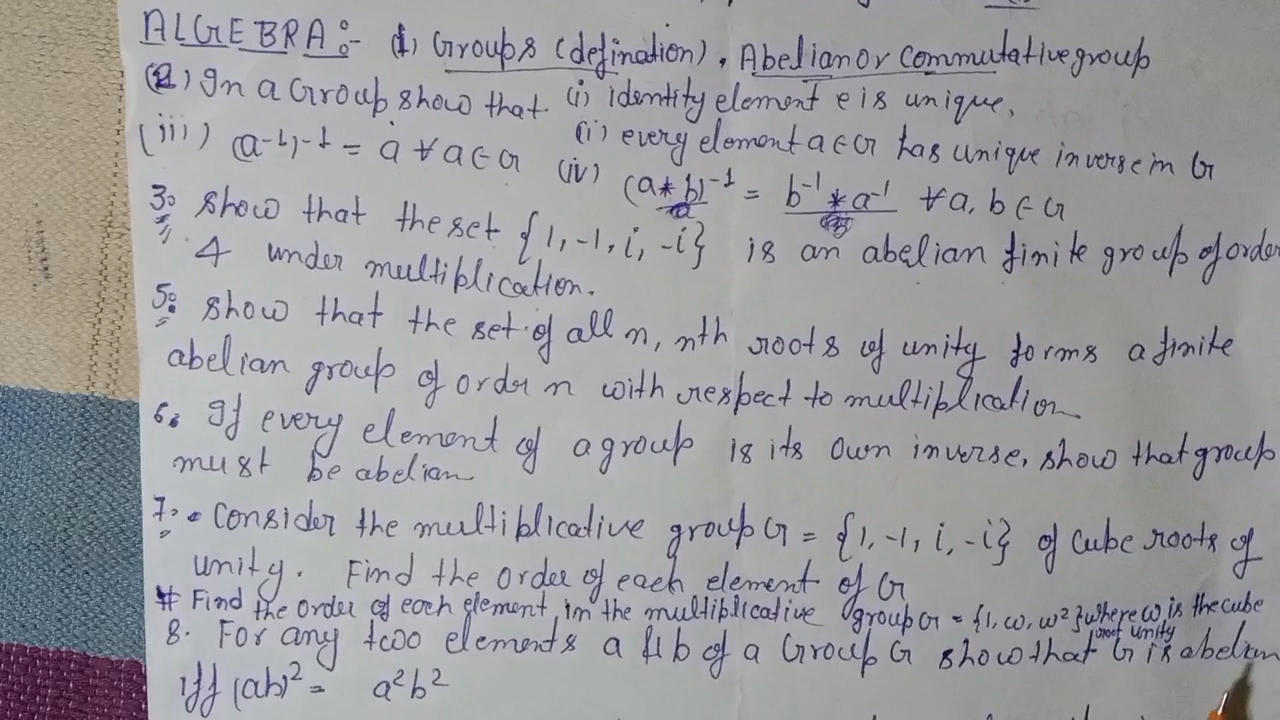 ALGEBRA:- (1) Groups (defination), Abelian or commutative group
(2) In a Group show that (i) identity element e is unique.
(ii) every element a ∈ G has unique inverse in G
(iii) (a-1)-1 = a ∀ a ∈ G (iv) (a * b)-1 = b-1 * a-1 ∀ a, b ∈ G
3: show that the set {1, -1, i, -i} is an abelian finite group of order
4 under multiplication.
5: show that the set of all n, nth roots of unity forms a finite
abelian group of order n with respect to multiplication
6. If every element of a group is its own inverse, show that group
must be abelian
7. Consider the multiplicative group G = {1, -1, i, -i} of cube roots of
unity. Find the order of each element of G
# Find the order of each element in the multiplicative group G = {1, ω, ω2} where ω is the cube
root unity
8. For any two elements a & b of a Group G show that G is abelian
iff (ab)2 = a2b2